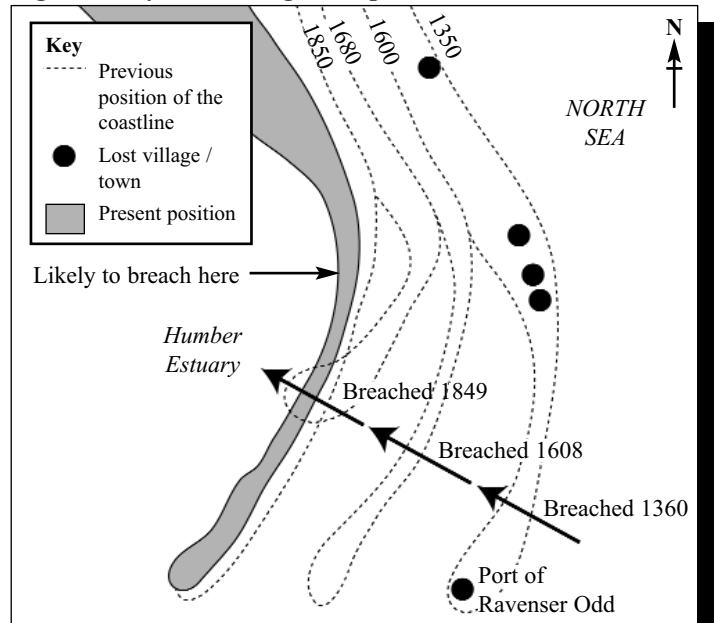 Key
Previous
position of the
coastline
Lost village /
town
Present position
1850
1680
1600
1350
N
NORTH
SEA
Likely to breach here
Humber
Estuary
Breached 1849
Breached 1608
Breached 1360
Port of
Ravenser Odd